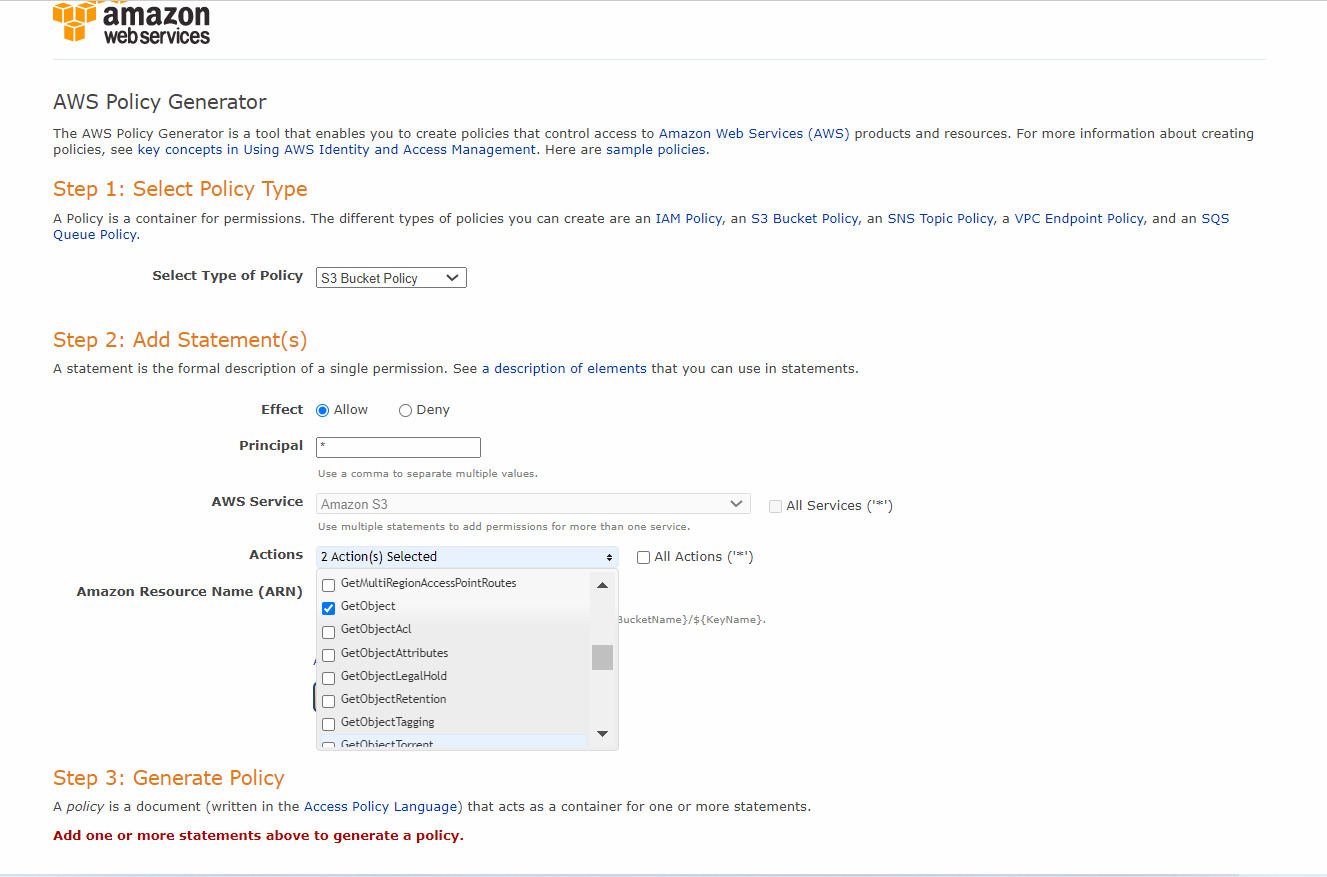 amazon
web services
AWS Policy Generator
The AWS Policy Generator is a tool that enables you to create policies that control access to Amazon Web Services (AWS) products and resources. For more information about creating
policies, see key concepts in Using AWS Identity and Access Management. Here are sample policies.
Step 1: Select Policy Type
A Policy is a container for permissions. The different types of policies you can create are an IAM Policy, an S3 Bucket Policy, an SNS Topic Policy, a VPC Endpoint Policy, and an SQS
Queue Policy.
Select Type of Policy S3 Bucket Policy
Step 2: Add Statement(s)
A statement is the formal description of a single permission. See a description of elements that you can use in statements.
Effect Allow Deny
Principal *
Use a comma to separate multiple values.
AWS Service Amazon S3 All Services ('*')
Use multiple statements to add permissions for more than one service.
Actions 2 Action(s) Selected All Actions ('*')
GetMultiRegionAccessPointRoutes
Amazon Resource Name (ARN)
GetObject
BucketName}/${KeyName}.
GetObjectAcl
GetObjectAttributes
GetObjectLegalHold
GetObjectRetention
GetObjectTagging
GetObjectTorrent
Step 3: Generate Policy
A policy is a document (written in the Access Policy Language) that acts as a container for one or more statements.
Add one or more statements above to generate a policy.